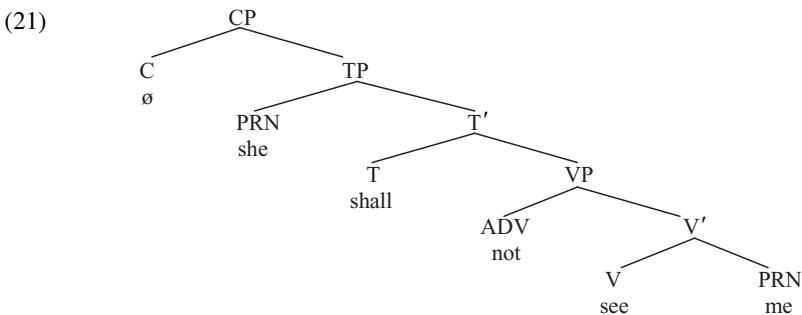 (21) CP
C TP
ø
PRN T′
she
T VP
shall
ADV V′
not
V PRN
see me